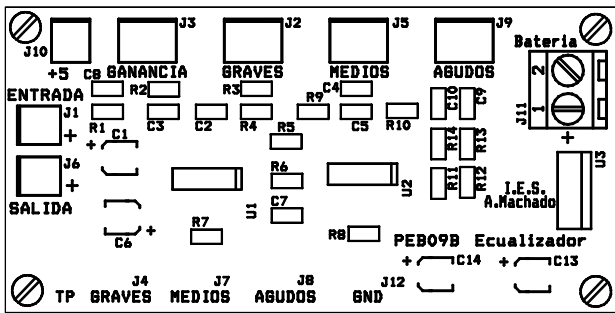 J10 J3 J2 J5 J9
Bateria
+5 GANANCIA GRAVES MEDIOS AGUDOS
C8 R2 R3 C4
ENTRADA
J1 +
R1 C3 C2 R4 R9 C5 R10 C10 C9
J11 2 1 +
+ C1 R5 R14 R13
J6 +
SALIDA
R6 U2 R11 R12 U3
U1 C7
I.E.S.
A.Machado
C6 + R7 R8
PEB09B Ecualizador
+ C14 + C13
J4 J7 J8 J12
TP GRAVES MEDIOS AGUDOS GND